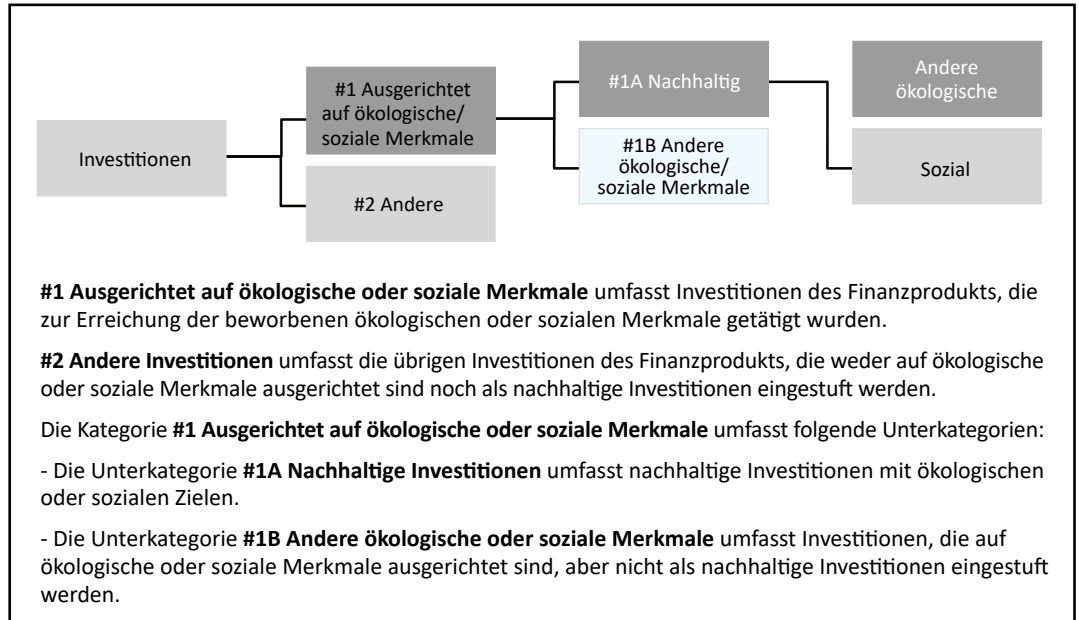 Investitionen
#1 Ausgerichtet
auf ökologische/
soziale Merkmale
#2 Andere
#1A Nachhaltig
#1B Andere
ökologische/
soziale Merkmale
Andere
ökologische
Sozial
#1 Ausgerichtet auf ökologische oder soziale Merkmale umfasst Investitionen des Finanzprodukts, die
zur Erreichung der beworbenen ökologischen oder sozialen Merkmale getätigt wurden.
#2 Andere Investitionen umfasst die übrigen Investitionen des Finanzprodukts, die weder auf ökologische
oder soziale Merkmale ausgerichtet sind noch als nachhaltige Investitionen eingestuft werden.
Die Kategorie #1 Ausgerichtet auf ökologische oder soziale Merkmale umfasst folgende Unterkategorien:
- Die Unterkategorie #1A Nachhaltige Investitionen umfasst nachhaltige Investitionen mit ökologischen
oder sozialen Zielen.
- Die Unterkategorie #1B Andere ökologische oder soziale Merkmale umfasst Investitionen, die auf
ökologische oder soziale Merkmale ausgerichtet sind, aber nicht als nachhaltige Investitionen eingestuft
werden.